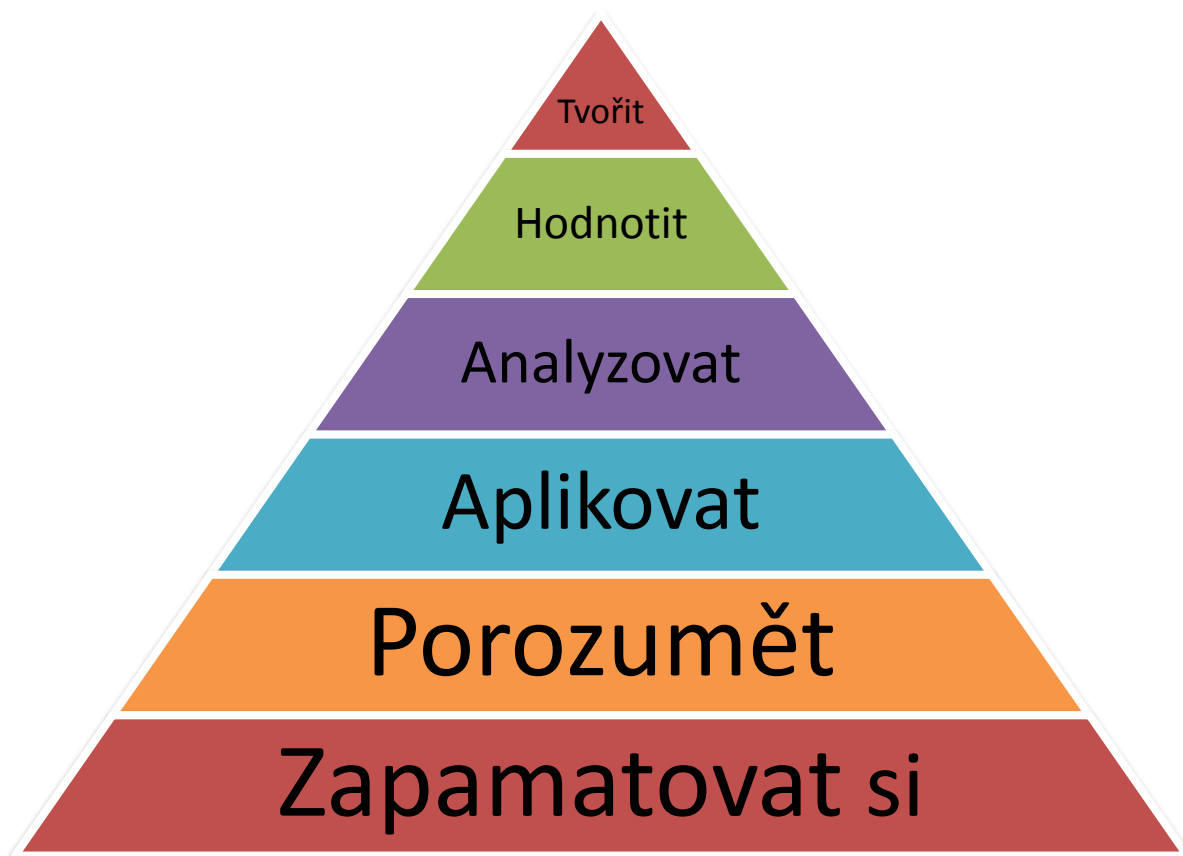 Tvořit
Hodnotit
Analyzovat
Aplikovat
Porozumět
Zapamatovat si